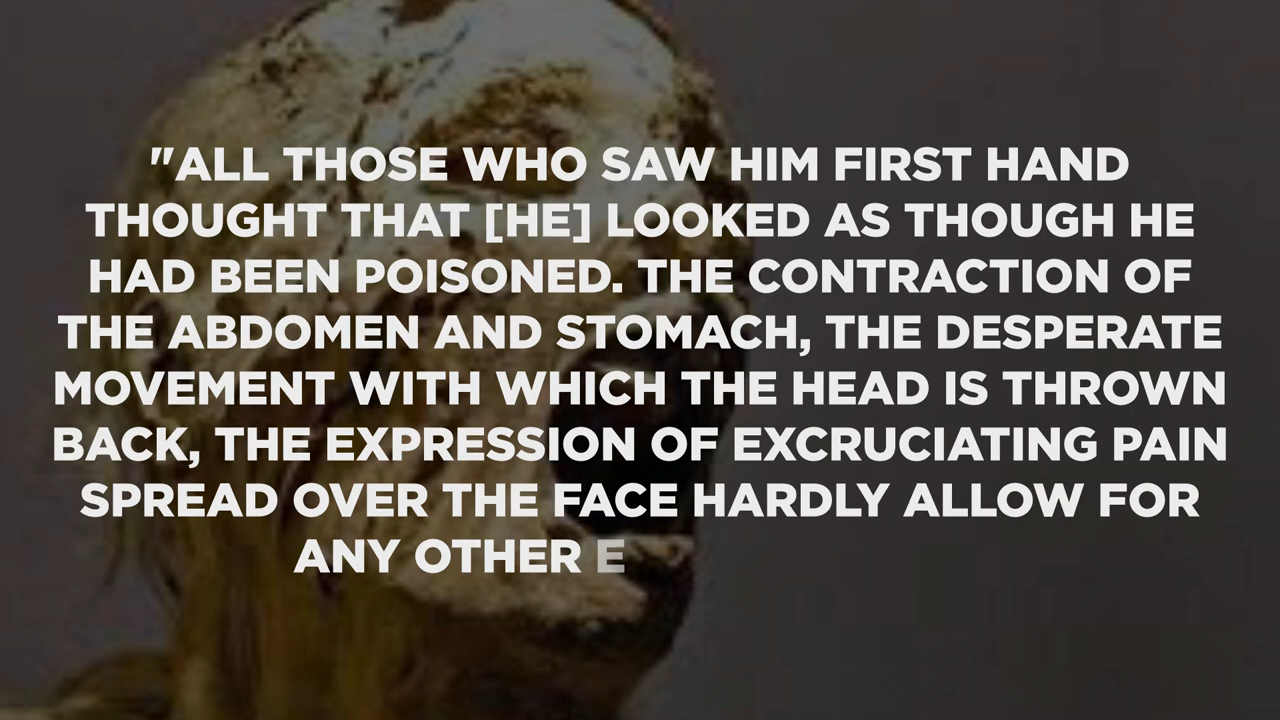 "ALL THOSE WHO SAW HIM FIRST HAND
THOUGHT THAT [HE] LOOKED AS THOUGH HE
HAD BEEN POISONED. THE CONTRACTION OF
THE ABDOMEN AND STOMACH, THE DESPERATE
MOVEMENT WITH WHICH THE HEAD IS THROWN
BACK, THE EXPRESSION OF EXCRUCIATING PAIN
SPREAD OVER THE FACE HARDLY ALLOW FOR
ANY OTHER E